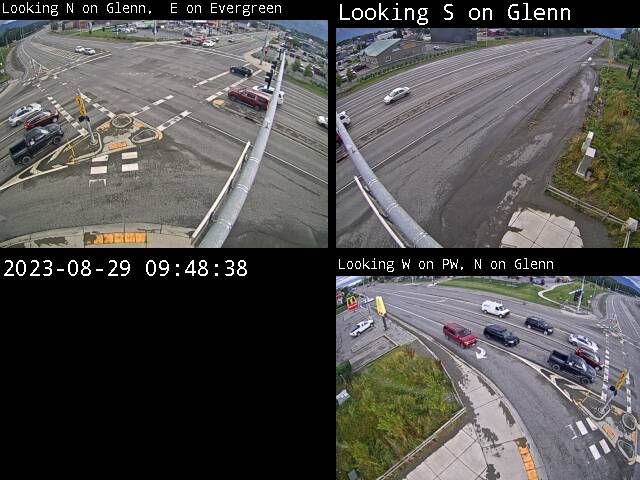 Looking N on Glenn, E on Evergreen
Looking S on Glenn
2023-08-29 09:48:38
Looking W on PW, N on Glenn